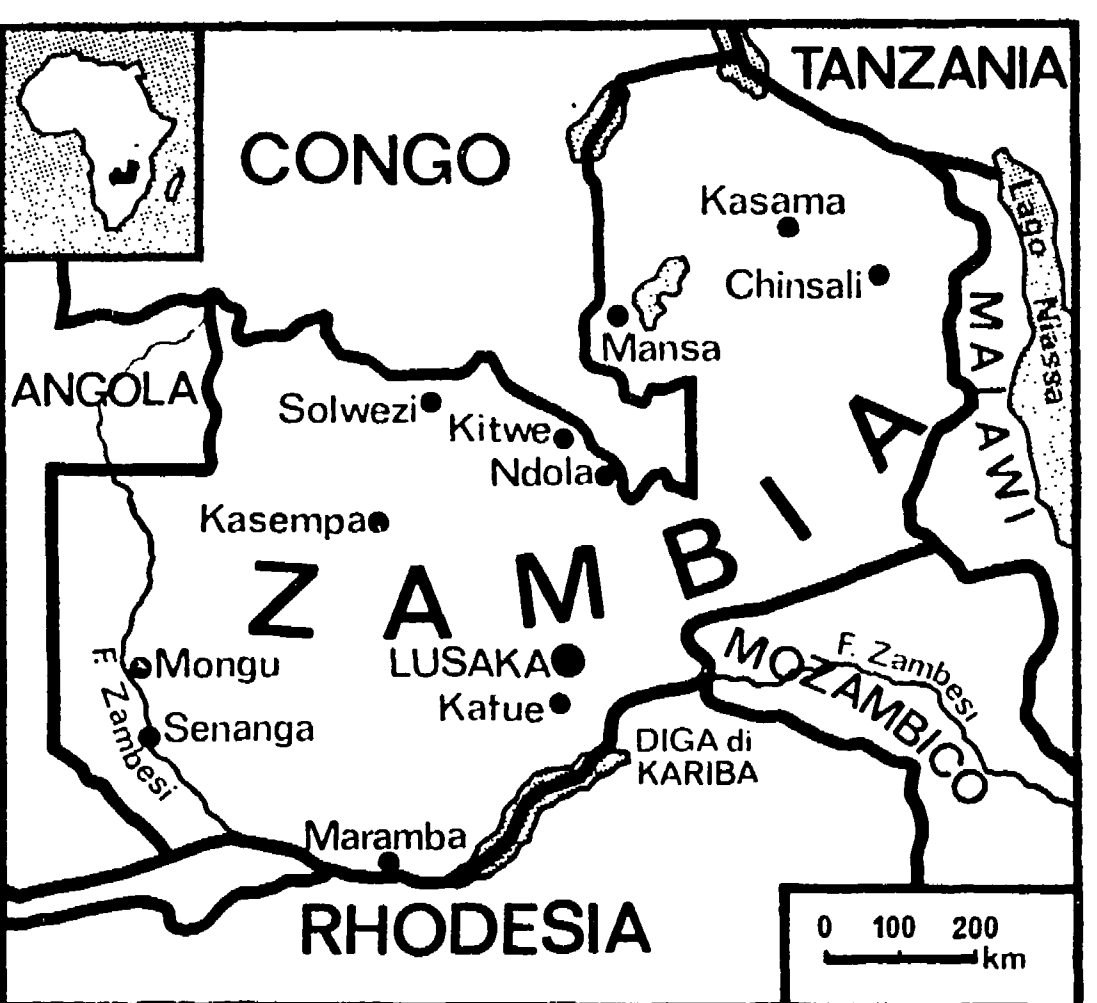 TANZANIA
CONGO
Kasama
Lago Niassa
Chinsali
MALAWI
Mansa
ANGOLA
Solwezi
Kitwe
Ndola
Kasempa
ZAMBIA
F. Zambesi
Mongu
LUSAKA
MOZAMBICO
F. Zambesi
Kafue
Senanga
DIGA di
KARIBA
Maramba
RHODESIA
0 100 200
km